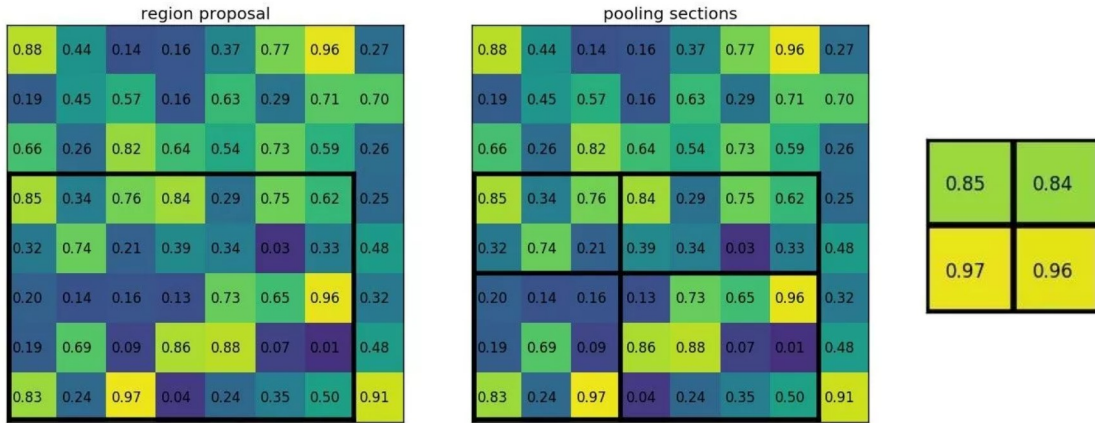 region proposal
0.88 0.44 0.14 0.16 0.37 0.77 0.96 0.27
0.19 0.45 0.57 0.16 0.63 0.29 0.71 0.70
0.66 0.26 0.82 0.64 0.54 0.73 0.59 0.26
0.85 0.34 0.76 0.84 0.29 0.75 0.62 0.25
0.32 0.74 0.21 0.39 0.34 0.03 0.33 0.48
0.20 0.14 0.16 0.13 0.73 0.65 0.96 0.32
0.19 0.69 0.09 0.86 0.88 0.07 0.01 0.48
0.83 0.24 0.97 0.04 0.24 0.35 0.50 0.91
pooling sections
0.88 0.44 0.14 0.16 0.37 0.77 0.96 0.27
0.19 0.45 0.57 0.16 0.63 0.29 0.71 0.70
0.66 0.26 0.82 0.64 0.54 0.73 0.59 0.26
0.85 0.34 0.76 0.84 0.29 0.75 0.62 0.25
0.32 0.74 0.21 0.39 0.34 0.03 0.33 0.48
0.20 0.14 0.16 0.13 0.73 0.65 0.96 0.32
0.19 0.69 0.09 0.86 0.88 0.07 0.01 0.48
0.83 0.24 0.97 0.04 0.24 0.35 0.50 0.91
0.85 0.84
0.97 0.96